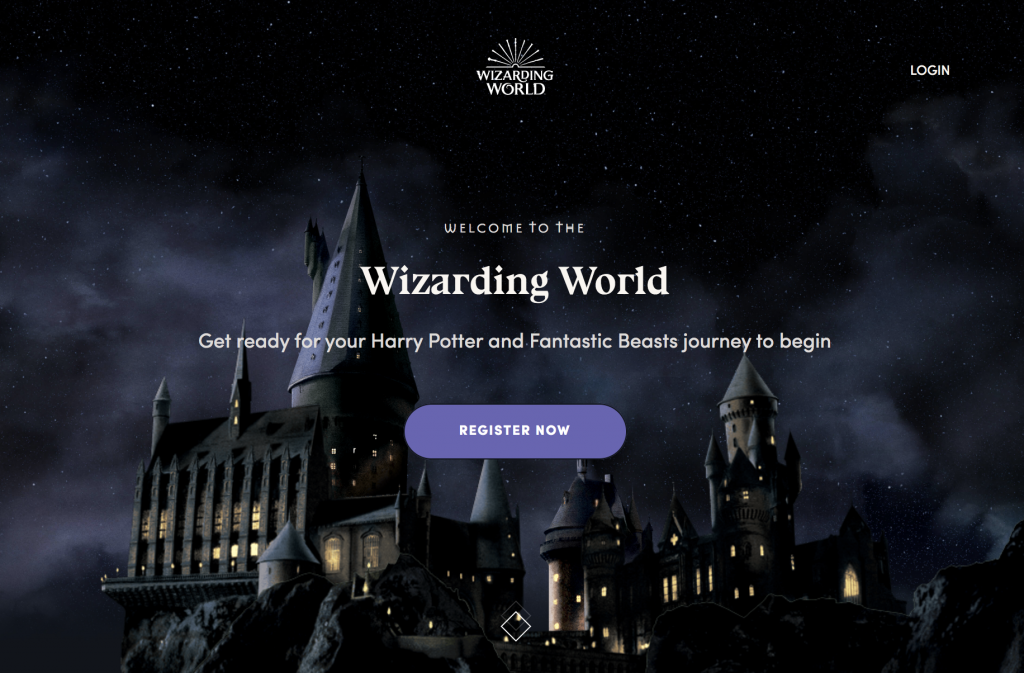 WIZARDING
WORLD
LOGIN
WELCOME TO THE
Wizarding World
Get ready for your Harry Potter and Fantastic Beasts journey to begin
REGISTER NOW